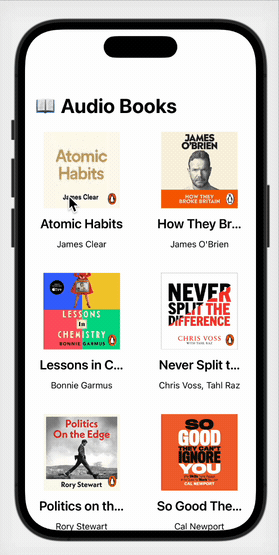 📖 Audio Books
Atomic
Habits
James Clear
Atomic Habits
James Clear
JAMES
O'BRIEN
HOW THEY
BROKE BRITAIN
How They Br...
James O'Brien
LESSONS
IN
CHEMISTRY
BONNIE GARMUS
Lessons in C...
Bonnie Garmus
NEVER
SPLIT THE
DIFFERENCE
CHRIS VOSS
Never Split t...
Chris Voss, Tahl Raz
Politics
On the Edge
Rory Stewart
Politics on th...
Rory Stewart
SO
GOOD
THEY
CAN'T
IGNORE
YOU
CAL NEWPORT
So Good The...
Cal Newport